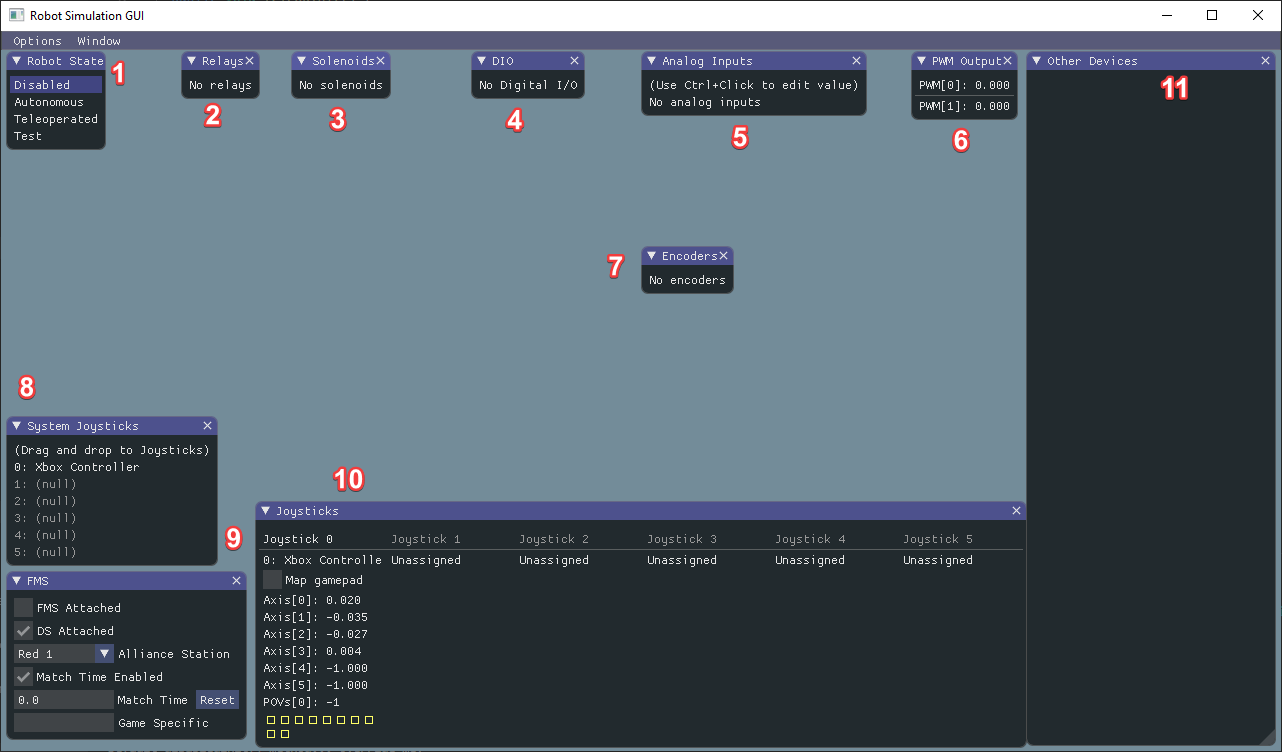 Robot Simulation GUI
Options Window
Robot State
Disabled
Autonomous
Teleoperated
Test
1
Relays
No relays
2
Solenoids
No solenoids
3
DIO
No Digital I/O
4
Analog Inputs
(Use Ctrl+Click to edit value)
No analog inputs
5
PWM Output
PWM[0]: 0.000
PWM[1]: 0.000
6
Other Devices
11
7
Encoders
No encoders
8
System Joysticks
(Drag and drop to Joysticks)
0: Xbox Controller
1: (null)
2: (null)
3: (null)
4: (null)
5: (null)
9
FMS
FMS Attached
DS Attached
Red 1 Alliance Station
Match Time Enabled
0.0 Match Time Reset
Game Specific
10
Joysticks
Joystick 0 Joystick 1 Joystick 2 Joystick 3 Joystick 4 Joystick 5
0: Xbox Controlle Unassigned Unassigned Unassigned Unassigned Unassigned
Map gamepad
Axis[0]: 0.020
Axis[1]: -0.035
Axis[2]: -0.027
Axis[3]: 0.004
Axis[4]: -1.000
Axis[5]: -1.000
POVs[0]: -1